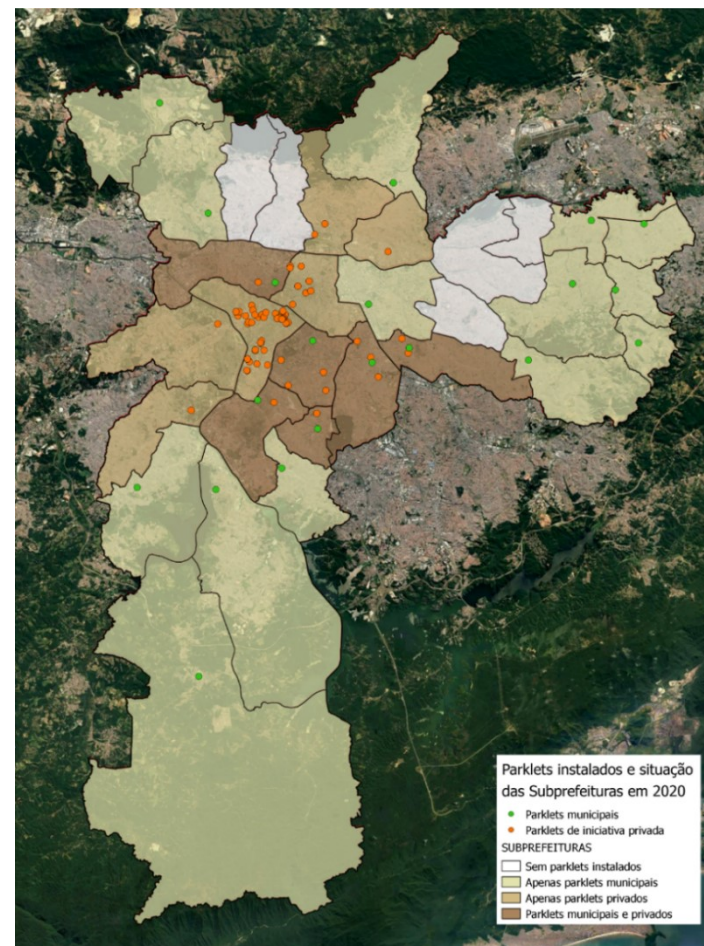 Parklets instalados e situação
das Subprefeituras em 2020
Parklets municipais
Parklets de iniciativa privada
SUBPREFEITURAS
Sem parklets instalados
Apenas parklets municipais
Apenas parklets privados
Parklets municipais e privados